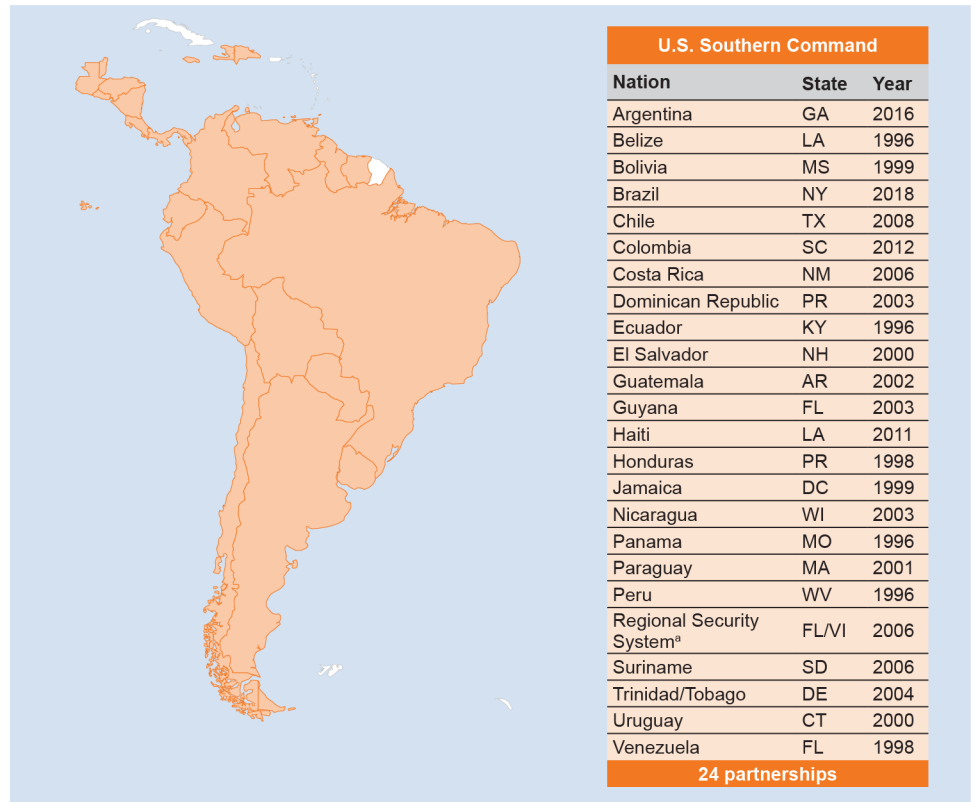 U.S. Southern Command
Nation State Year
Argentina GA 2016
Belize LA 1996
Bolivia MS 1999
Brazil NY 2018
Chile TX 2008
Colombia SC 2012
Costa Rica NM 2006
Dominican Republic PR 2003
Ecuador KY 1996
El Salvador NH 2000
Guatemala AR 2002
Guyana FL 2003
Haiti LA 2011
Honduras PR 1998
Jamaica DC 1999
Nicaragua WI 2003
Panama MO 1996
Paraguay MA 2001
Peru WV 1996
Regional Security
Systemᵃ FL/VI 2006
Suriname SD 2006
Trinidad/Tobago DE 2004
Uruguay CT 2000
Venezuela FL 1998
24 partnerships